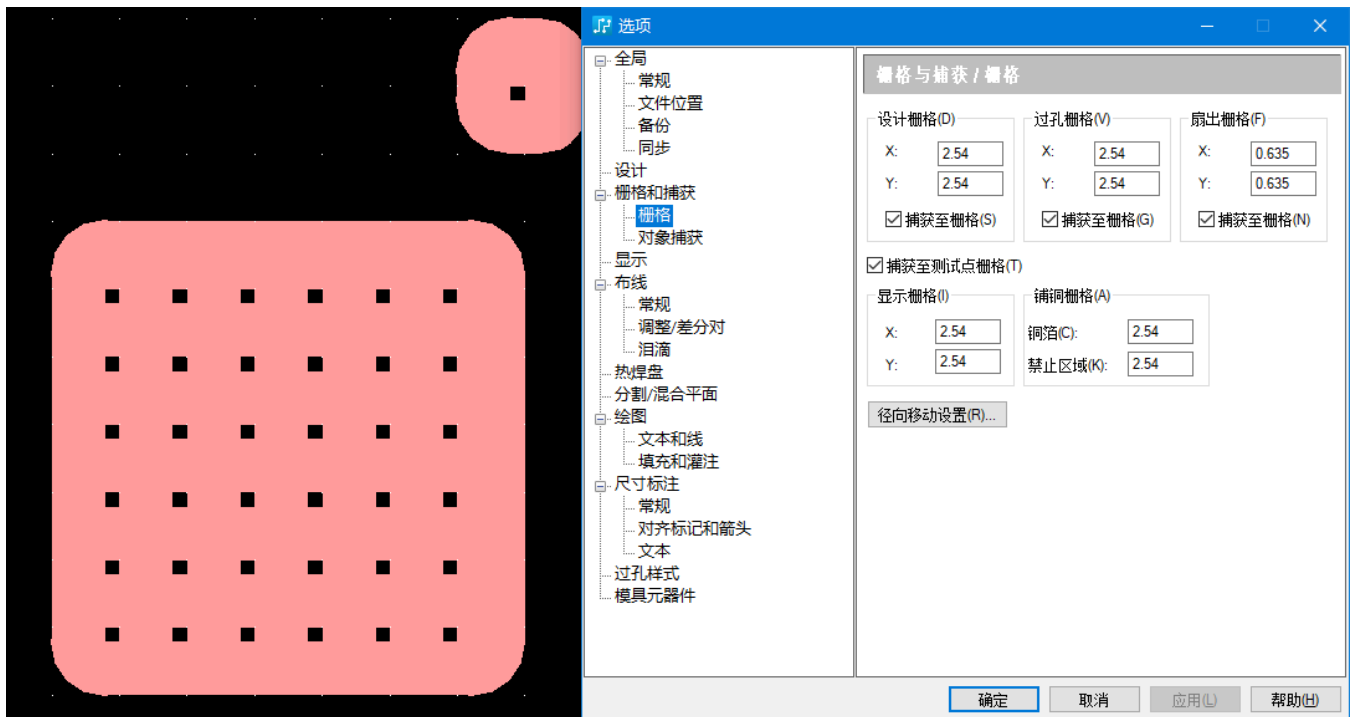 选项
全局
常规
文件位置
备份
同步
设计
栅格和捕获
栅格
对象捕获
显示
布线
常规
调整/差分对
泪滴
热焊盘
分割/混合平面
绘图
文本和线
填充和灌注
尺寸标注
常规
对齐标记和箭头
文本
过孔样式
模具元器件
栅格与捕获 / 栅格
设计栅格(D) 过孔栅格(V) 扇出栅格(F)
X: 2.54 X: 2.54 X: 0.635
Y: 2.54 Y: 2.54 Y: 0.635
捕获至栅格(S) 捕获至栅格(G) 捕获至栅格(N)
捕获至测试点栅格(T)
显示栅格(I) 铺铜栅格(A)
X: 2.54 铜箔(C): 2.54
Y: 2.54 禁止区域(K): 2.54
径向移动设置(R)...
确定 取消 应用(L) 帮助(H)